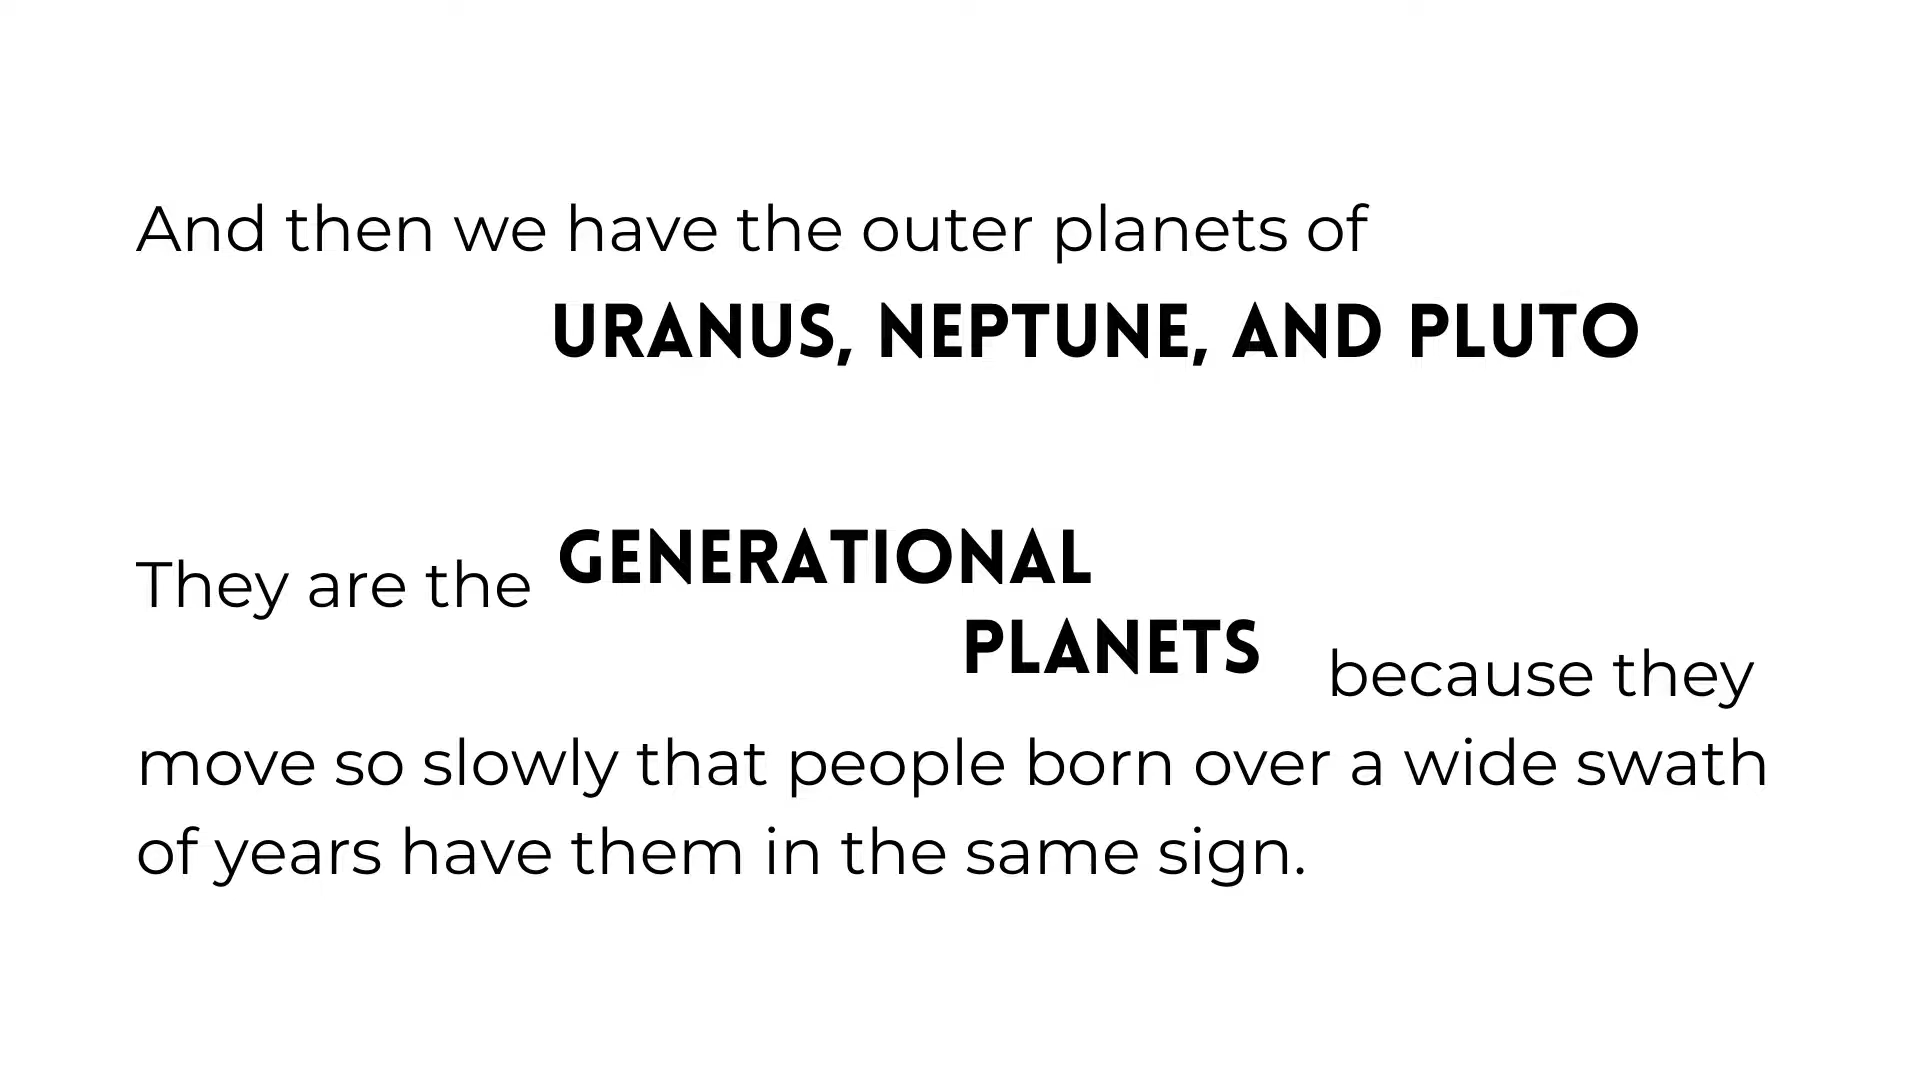 And then we have the outer planets of
URANUS, NEPTUNE, AND PLUTO
They are the GENERATIONAL
PLANETS because they
move so slowly that people born over a wide swath
of years have them in the same sign.